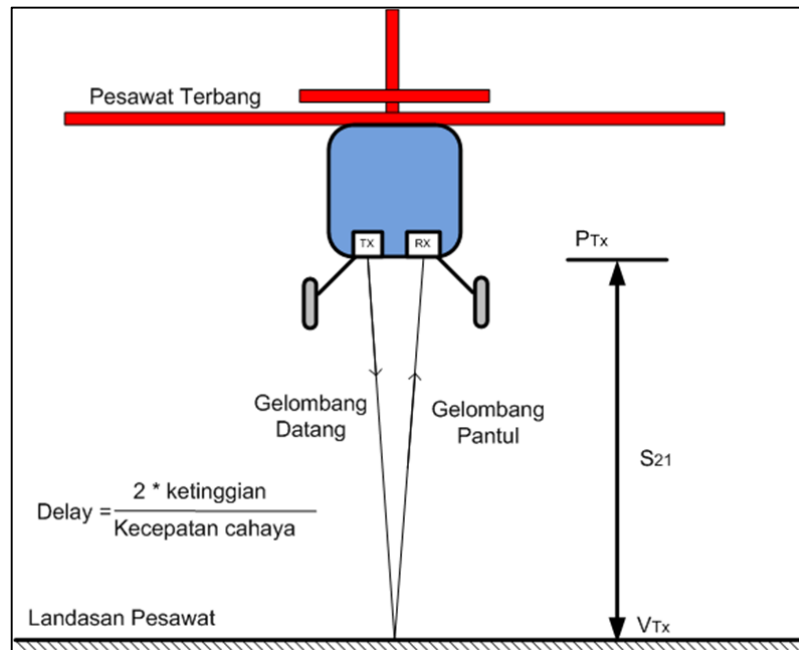 Pesawat Terbang
TX
RX
PTx
Gelombang
Datang
Gelombang
Pantul
S21
Delay = 2 * ketinggian
Kecepatan cahaya
Landasan Pesawat
VTx